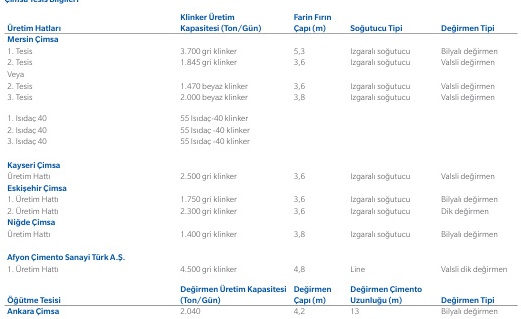 Çimsa Tesis Bilgileri
Klinker Üretim Farin Fırın
Üretim Hatları Kapasitesi (Ton/Gün) Çapı (m) Soğutucu Tipi Değirmen Tipi
Mersin Çimsa
1. Tesis 3.700 gri klinker 5,3 Izgaralı soğutucu Bilyalı değirmen
2. Tesis 1.845 gri klinker 3,6 Izgaralı soğutucu Valsli değirmen
Veya
2. Tesis 1.470 beyaz klinker 3,6 Izgaralı soğutucu Valsli değirmen
3. Tesis 2.000 beyaz klinker 3,8 Izgaralı soğutucu Valsli değirmen
1. Isıdaç 40 55 Isıdaç-40 klinker
2. Isıdaç 40 55 Isıdaç -40 klinker
3. Isıdaç 40 55 Isıdaç -40 klinker
Kayseri Çimsa
Üretim Hattı 2.500 gri klinker 3,6 Izgaralı soğutucu Valsli değirmen
Eskişehir Çimsa
1. Üretim Hattı 1.750 gri klinker 3,6 Izgaralı soğutucu Bilyalı değirmen
2. Üretim Hattı 2.300 gri klinker 3,6 Izgaralı soğutucu Dik değirmen
Niğde Çimsa
Üretim Hattı 1.400 gri klinker 3,8 Izgaralı soğutucu Bilyalı değirmen
Afyon Çimento Sanayi Türk A.Ş.
1. Üretim Hattı 4.500 gri klinker 4,8 Line Valsli dik değirmen
Değirmen Üretim Kapasitesi Değirmen Değirmen Çimento
Öğütme Tesisi (Ton/Gün) Çapı (m) Uzunluğu (m) Değirmen Tipi
Ankara Çimsa 2.040 4,2 13 Bilyalı değirmen